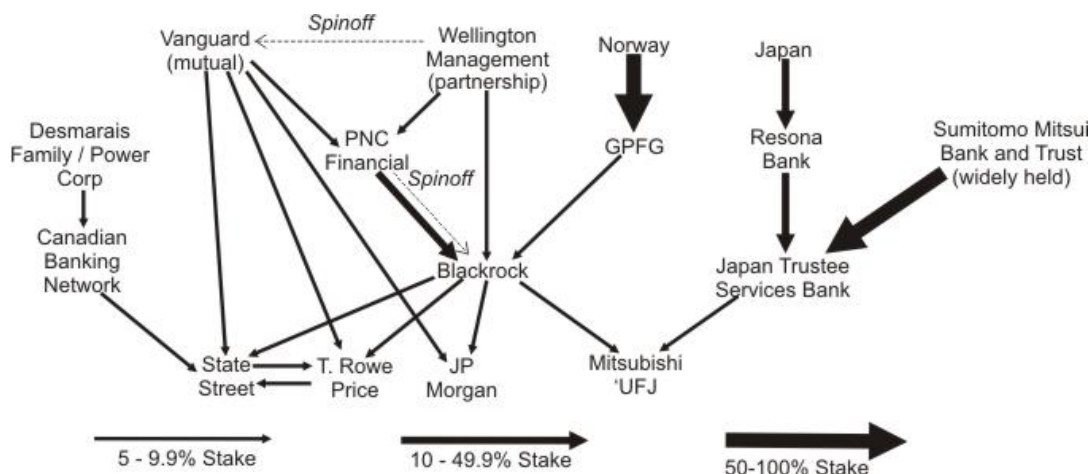 Spinoff
Vanguard
(mutual)
Wellington
Management
(partnership)
Norway
Japan
Desmarais
Family / Power
Corp
PNC
Financial
Spinoff
GPFG
Resona
Bank
Sumitomo Mitsui
Bank and Trust
(widely held)
Canadian
Banking
Network
Blackrock
Japan Trustee
Services Bank
State
Street
T. Rowe
Price
JP
Morgan
Mitsubishi
'UFJ
5 - 9.9% Stake
10 - 49.9% Stake
50-100% Stake